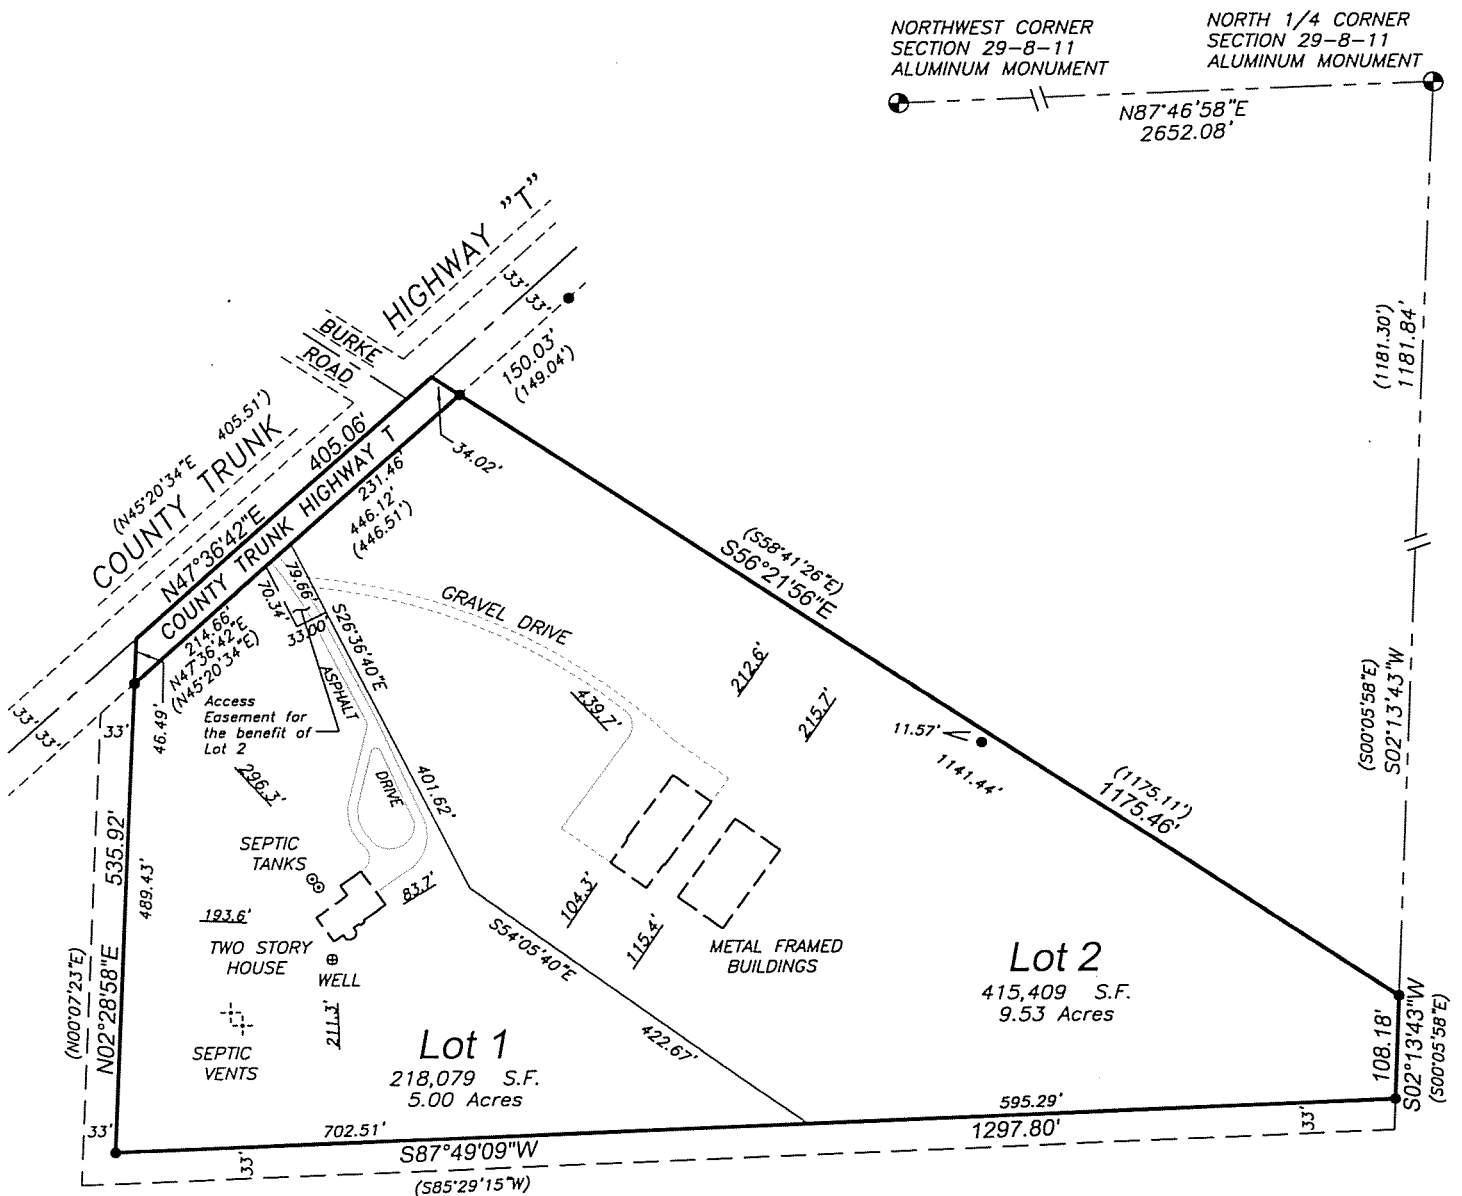 NORTHWEST CORNER
SECTION 29-8-11
ALUMINUM MONUMENT
NORTH 1/4 CORNER
SECTION 29-8-11
ALUMINUM MONUMENT
N87°46'58"E
2652.08'
(1181.30')
1181.84'
HIGHWAY "T"
33' 33'
BURKE
ROAD
150.03'
(149.04')
COUNTY TRUNK
(N45°20'34"E 405.51')
N47°36'42"E 405.06'
COUNTY TRUNK HIGHWAY T
34.02'
231.46'
446.12'
(446.51')
214.66'
N47°36'42"E
(N45°20'34"E)
(S58°41'26"E)
S56°21'56"E
79.66'
70.34'
33.00'
S26°36'40"E
401.62'
GRAVEL DRIVE
ASPHALT
DRIVE
Access
Easement for
the benefit of
Lot 2
33' 33'
33'
46.49'
439.7'
212.6'
215.7'
11.57'
1141.44'
(1175.11')
1175.46'
(S00°05'58"E)
S02°13'43"W
296.3'
535.92'
489.43'
N02°28'58"E
(N00°07'23"E)
SEPTIC
TANKS
83.7'
193.6'
TWO STORY
HOUSE
WELL
211.3'
SEPTIC
VENTS
104.3'
115.4'
METAL FRAMED
BUILDINGS
S54°05'40"E
422.67'
Lot 2
415,409 S.F.
9.53 Acres
Lot 1
218,079 S.F.
5.00 Acres
108.18'
S02°13'43"W
(S00°05'58"E)
33'
702.51'
595.29'
33'
S87°49'09"W
1297.80'
33'
(S85°29'15"W)